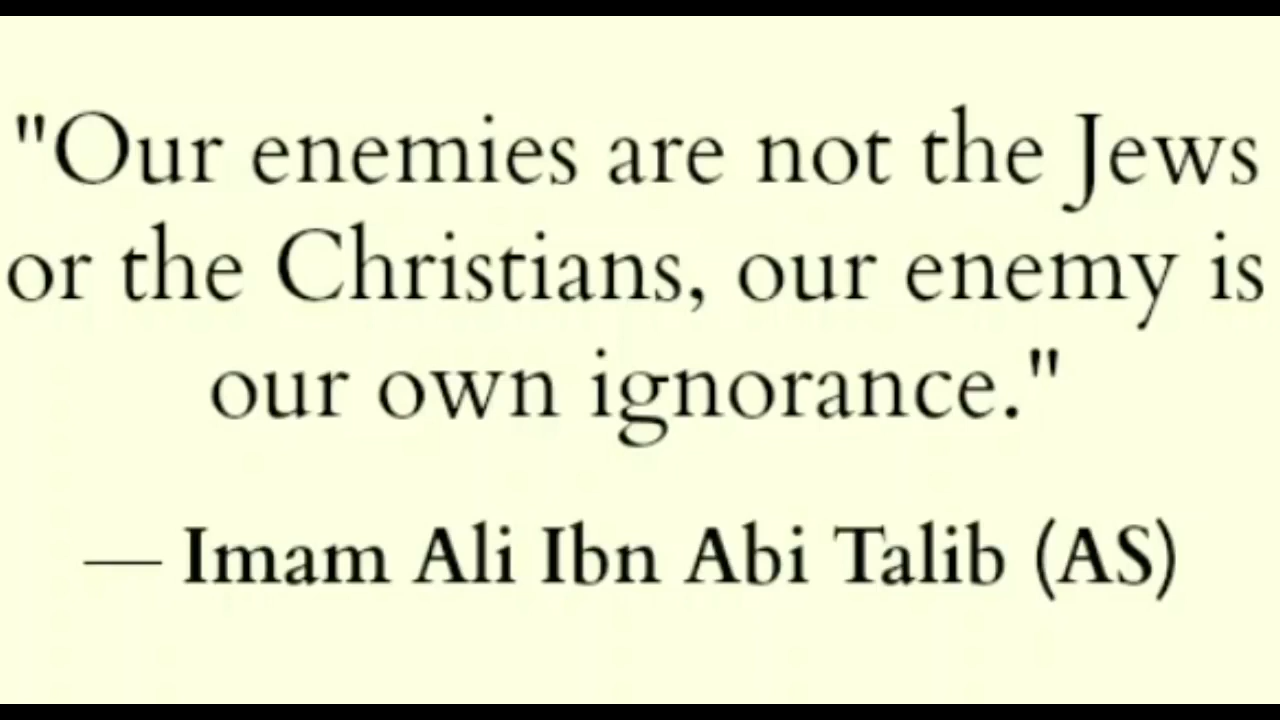 "Our enemies are not the Jews
or the Christians, our enemy is
our own ignorance."
— Imam Ali Ibn Abi Talib (AS)